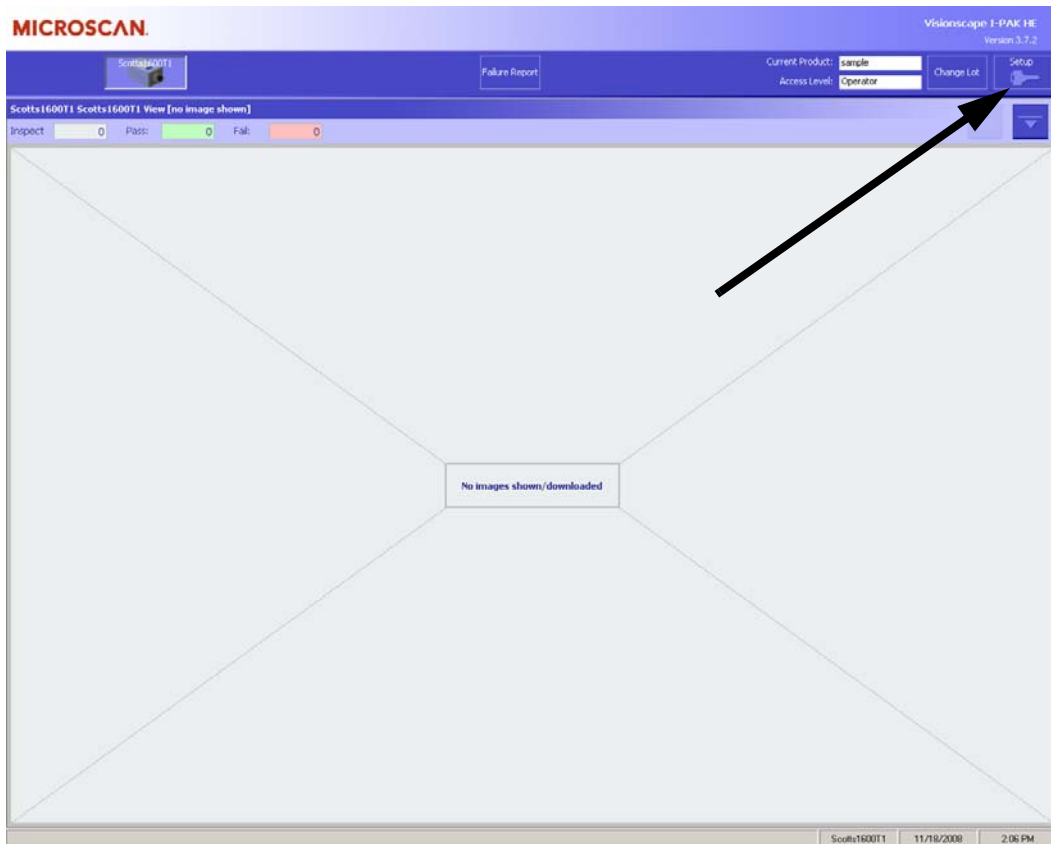 MICROSCAN.
Visionscape I-PAK HE
Version 3.7.2
Scotts1600T1
Failure Report
Current Product: sample
Access Level: Operator
Change Lot
Setup
Scotts1600T1 Scotts1600T1 View [no image shown]
Inspect 0 Pass: 0 Fail: 0
No images shown/downloaded
Scotts1600T1 11/18/2008 2:06 PM